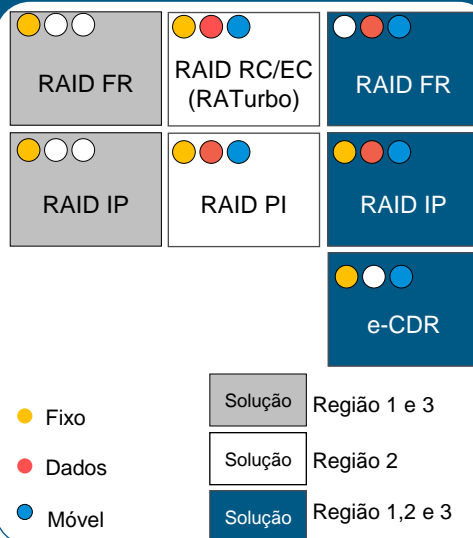 RAID FR
RAID RC/EC
(RATurbo)
RAID FR
RAID IP
RAID PI
RAID IP
e-CDR
Fixo
Dados
Móvel
Solução Região 1 e 3
Solução Região 2
Solução Região 1,2 e 3